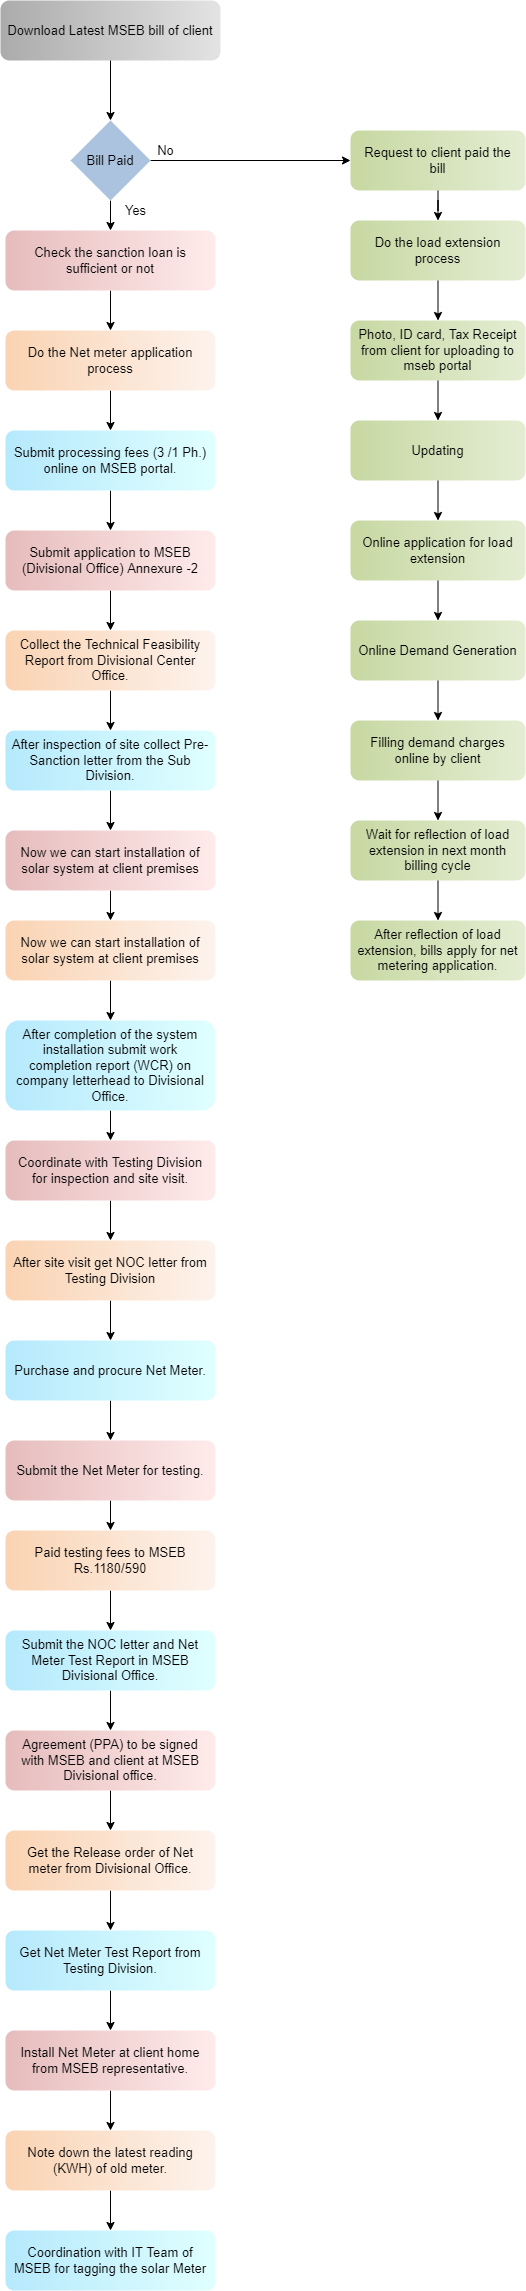 Download Latest MSEB bill of client
Bill Paid
No
Yes
Request to client paid the
bill
Do the load extension
process
Photo, ID card, Tax Receipt
from client for uploading to
mseb portal
Updating
Online application for load
extension
Online Demand Generation
Filling demand charges
online by client
Wait for reflection of load
extension in next month
billing cycle
After reflection of load
extension, bills apply for net
metering application.
Check the sanction loan is
sufficient or not
Do the Net meter application
process
Submit processing fees (3 /1 Ph.)
online on MSEB portal.
Submit application to MSEB
(Divisional Office) Annexure -2
Collect the Technical Feasibility
Report from Divisional Center
Office.
After inspection of site collect Pre-
Sanction letter from the Sub
Division.
Now we can start installation of
solar system at client premises
Now we can start installation of
solar system at client premises
After completion of the system
installation submit work
completion report (WCR) on
company letterhead to Divisional
Office.
Coordinate with Testing Division
for inspection and site visit.
After site visit get NOC letter from
Testing Division
Purchase and procure Net Meter.
Submit the Net Meter for testing.
Paid testing fees to MSEB
Rs.1180/590
Submit the NOC letter and Net
Meter Test Report in MSEB
Divisional Office.
Agreement (PPA) to be signed
with MSEB and client at MSEB
Divisional office.
Get the Release order of Net
meter from Divisional Office.
Get Net Meter Test Report from
Testing Division.
Install Net Meter at client home
from MSEB representative.
Note down the latest reading
(KWH) of old meter.
Coordination with IT Team of
MSEB for tagging the solar Meter